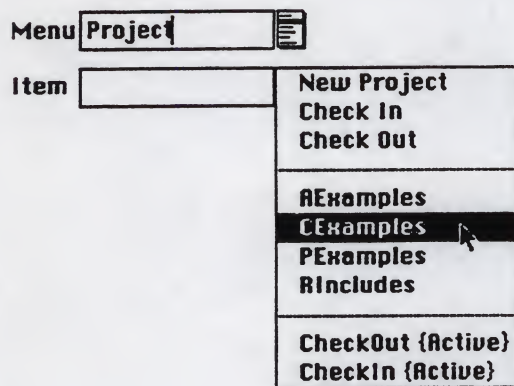 Menu Project
Item
New Project
Check In
Check Out
AExamples
CExamples
PExamples
RIncludes
CheckOut {Active}
CheckIn {Active}